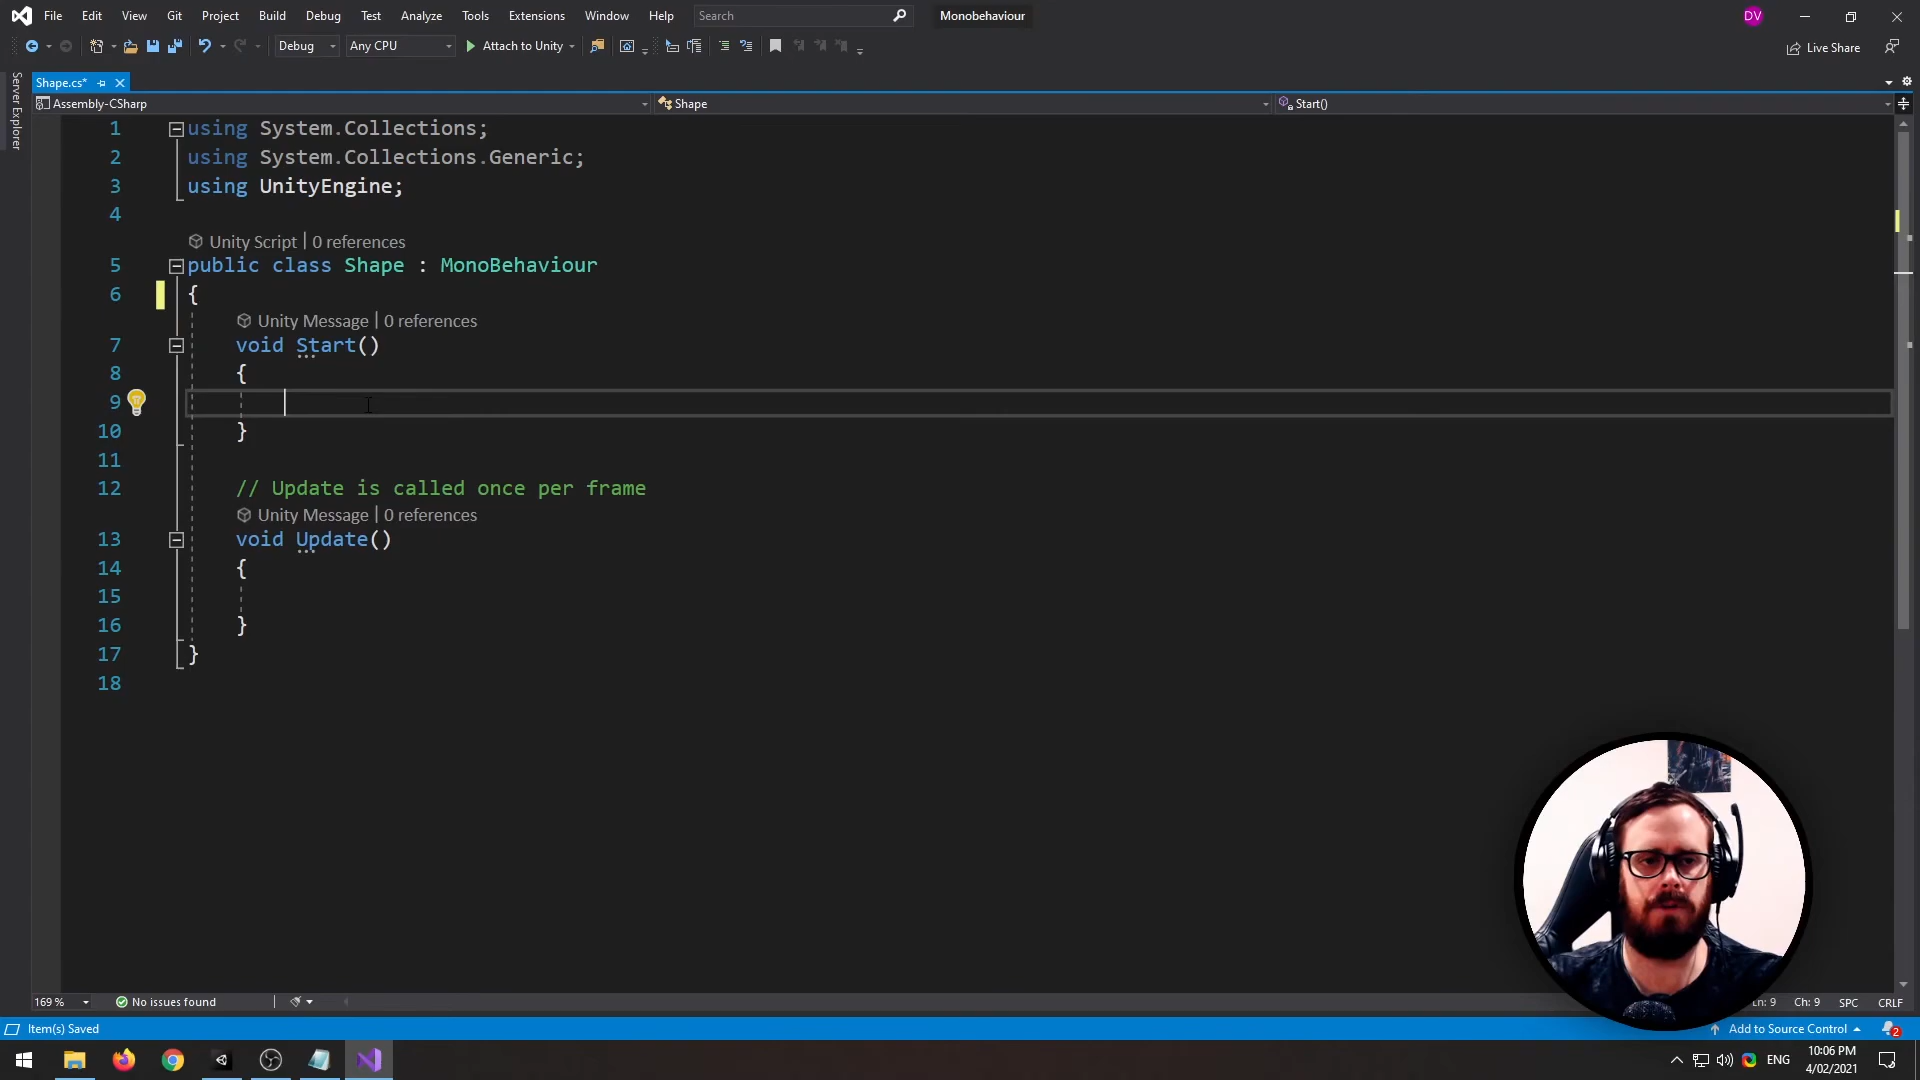 File Edit View Git Project Build Debug Test Analyze Tools Extensions Window Help Search Monobehaviour DV
Debug Any CPU Attach to Unity Live Share
Server Explorer
Shape.cs*
Assembly-CSharp Shape Start()
1 using System.Collections;
2 using System.Collections.Generic;
3 using UnityEngine;
4
Unity Script | 0 references
5 public class Shape : MonoBehaviour
6 {
Unity Message | 0 references
7 void Start()
8 {
9
10 }
11
12 // Update is called once per frame
Unity Message | 0 references
13 void Update()
14 {
15
16 }
17 }
18
169 % No issues found Ln: 9 Ch: 9 SPC CRLF
Item(s) Saved Add to Source Control 2
ENG 10:06 PM
4/02/2021